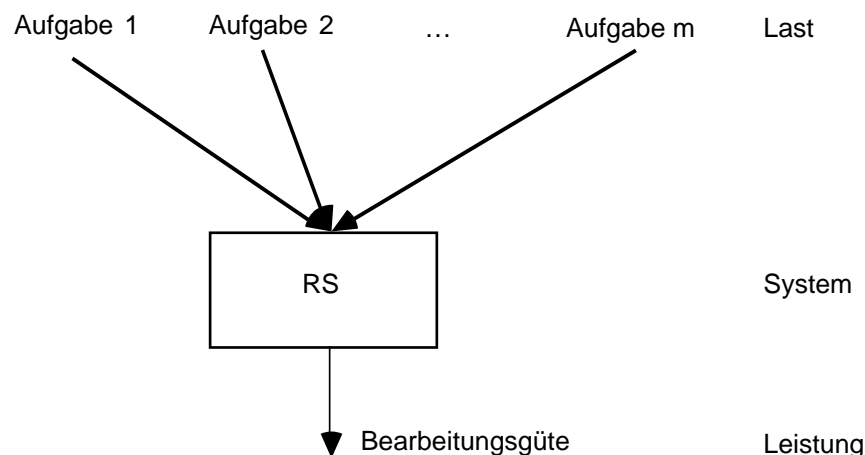 Aufgabe 1 Aufgabe 2 … Aufgabe m Last
RS System
Bearbeitungsgüte Leistung